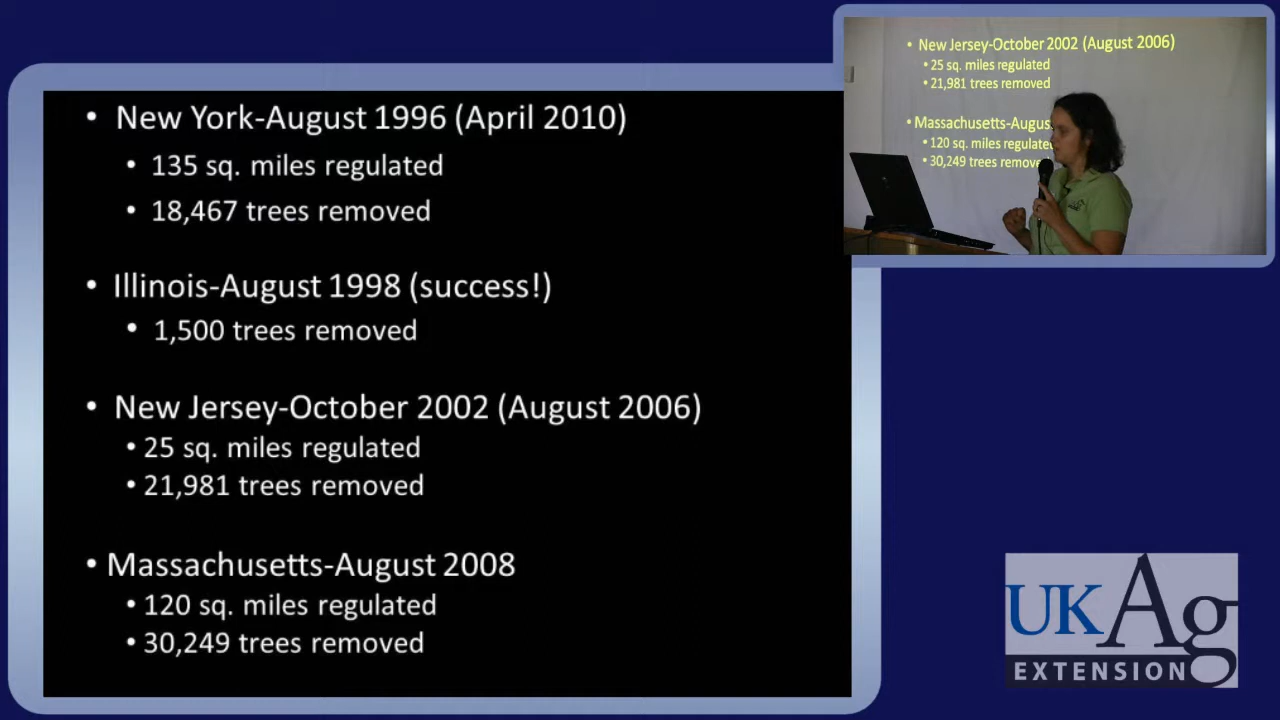 • New York-August 1996 (April 2010)
• 135 sq. miles regulated
• 18,467 trees removed
• Illinois-August 1998 (success!)
• 1,500 trees removed
• New Jersey-October 2002 (August 2006)
• 25 sq. miles regulated
• 21,981 trees removed
• Massachusetts-August 2008
• 120 sq. miles regulated
• 30,249 trees removed
• New Jersey-October 2002 (August 2006)
• 25 sq. miles regulated
• 21,981 trees removed
• Massachusetts-Augus
• 120 sq. miles regulated
• 30,249 trees remove
UK Ag
EXTENSION